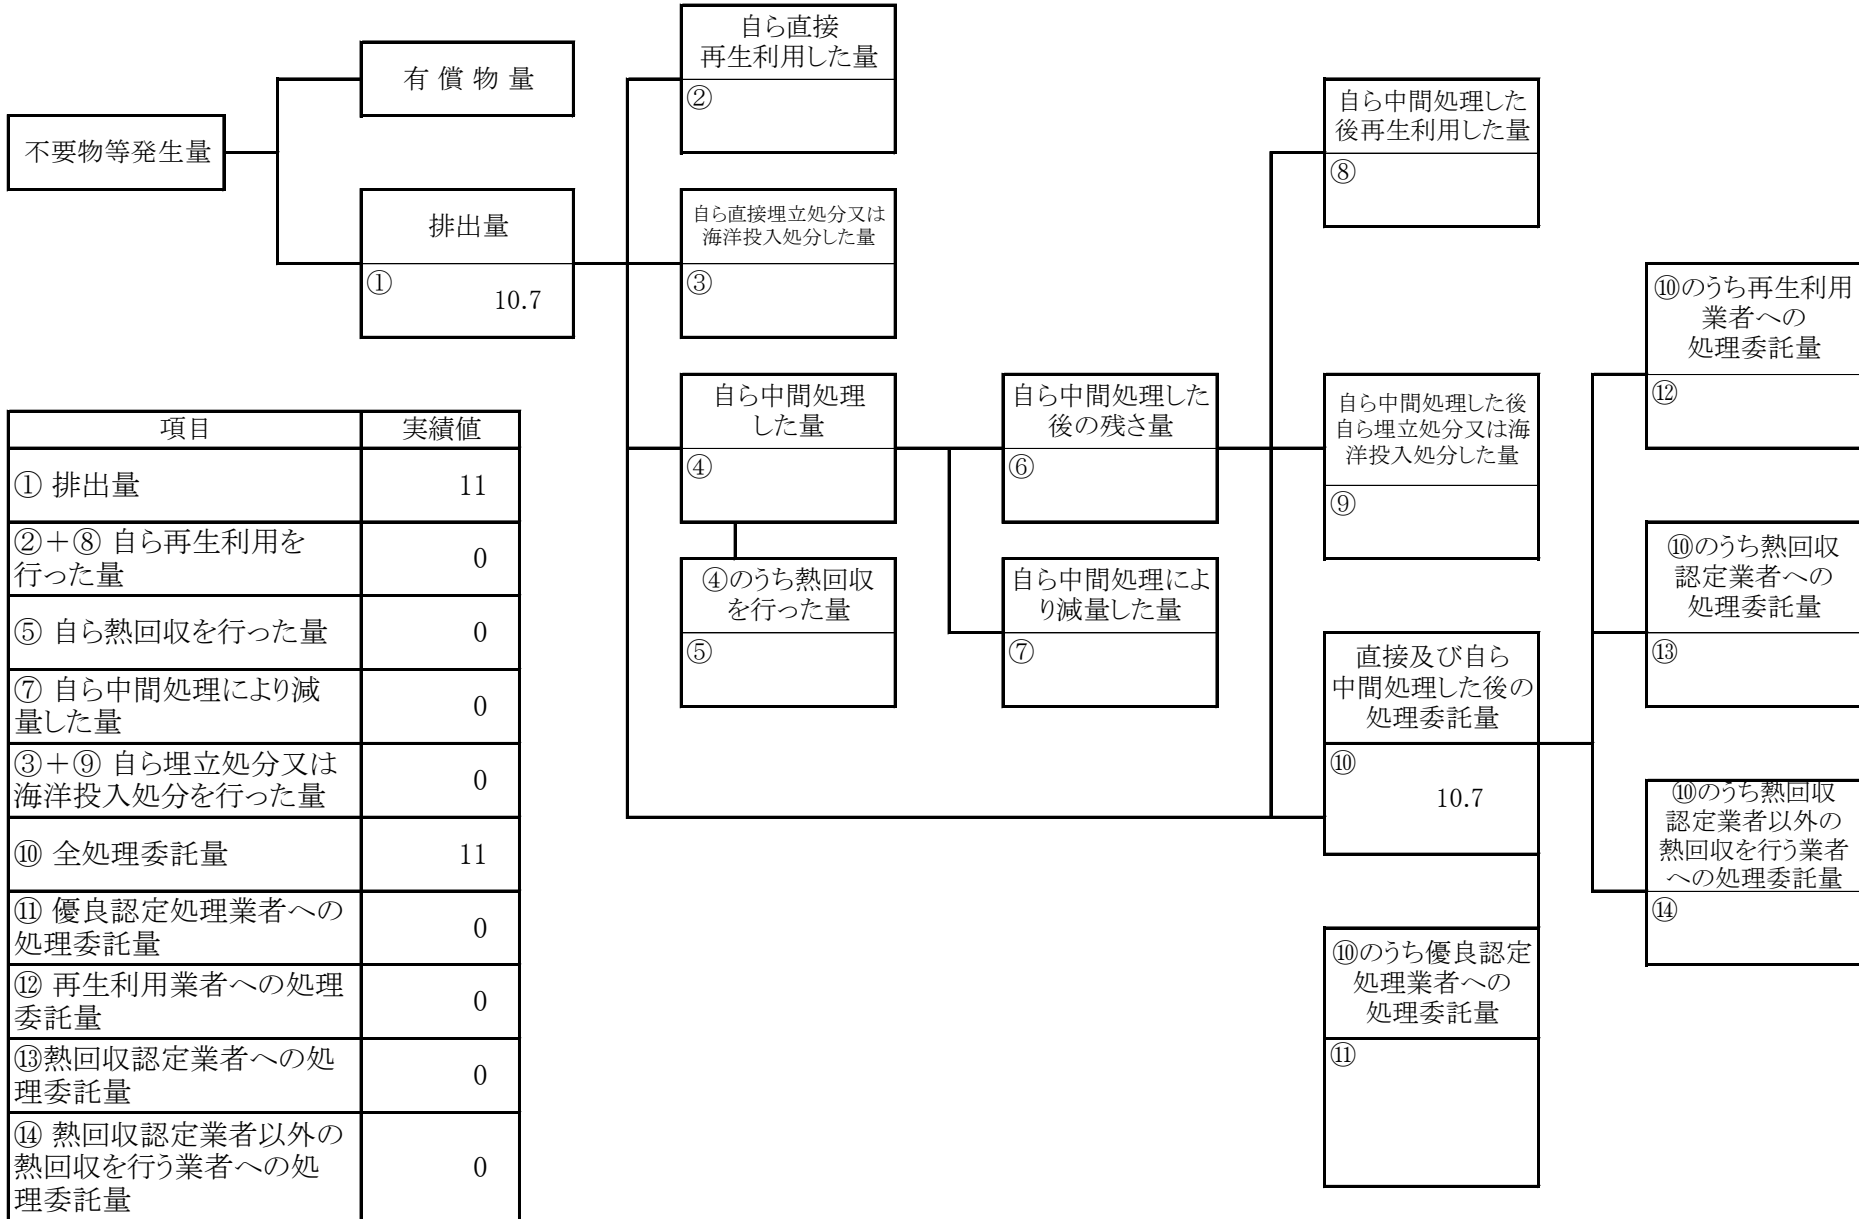 不要物等発生量
有 償 物 量
排出量
①
10.7
自ら直接
再生利用した量
②
自ら直接埋立処分又は
海洋投入処分した量
③
自ら中間処理
した量
④
④のうち熱回収
を行った量
⑤
自ら中間処理した
後の残さ量
⑥
自ら中間処理によ
り減量した量
⑦
自ら中間処理した
後再生利用した量
⑧
自ら中間処理した後
自ら埋立処分又は海
洋投入処分した量
⑨
直接及び自ら
中間処理した後の
処理委託量
⑩
10.7
⑩のうち優良認定
処理業者への
処理委託量
⑪
⑩のうち再生利用
業者への
処理委託量
⑫
⑩のうち熱回収
認定業者への
処理委託量
⑬
⑩のうち熱回収
認定業者以外の
熱回収を行う業者
への処理委託量
⑭
項目 実績値
① 排出量 11
②＋⑧ 自ら再生利用を
行った量 0
⑤ 自ら熱回収を行った量 0
⑦ 自ら中間処理により減
量した量 0
③＋⑨ 自ら埋立処分又は
海洋投入処分を行った量 0
⑩ 全処理委託量 11
⑪ 優良認定処理業者への
処理委託量 0
⑫ 再生利用業者への処理
委託量 0
⑬熱回収認定業者への処
理委託量 0
⑭ 熱回収認定業者以外の
熱回収を行う業者への処
理委託量 0